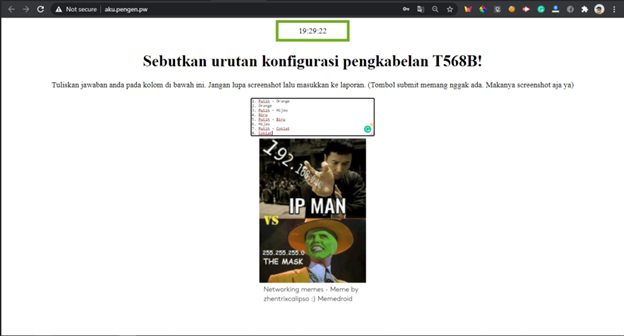 Not secure | aku.pengen.pw
19:29:22
Sebutkan urutan konfigurasi pengkabelan T568B!
Tuliskan jawaban anda pada kolom di bawah ini. Jangan lupa screenshot lalu masukkan ke laporan. (Tombol submit memang nggak ada. Makanya screenshot aja ya)
1. Putih - Orange
2. Orange
3. Putih - Hijau
4. Biru
5. Putih - Biru
6. Hijau
7. Putih - Coklat
8. Coklat
192.16
IP MAN
VS
255.255.255.0
THE MASK
Networking memes - Meme by
zhentrixcalipso :) Memedroid